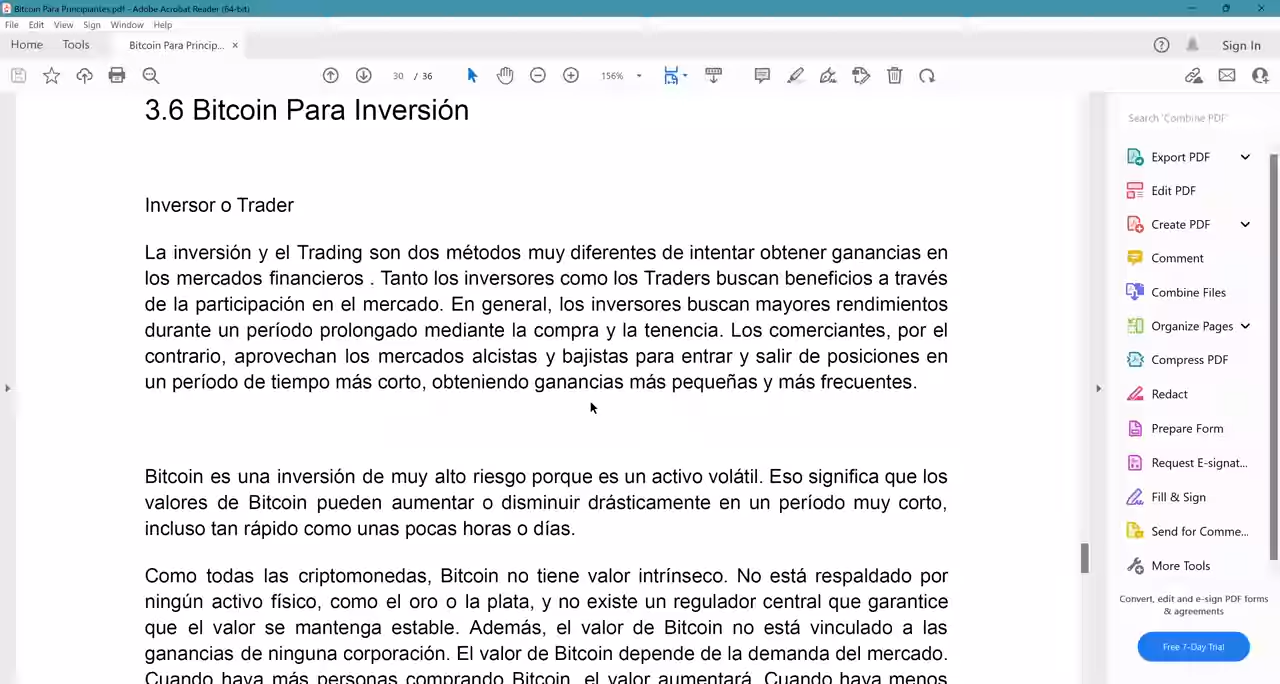 Bitcoin Para Principiantes.pdf - Adobe Acrobat Reader (64-bit)
File Edit View Sign Window Help
Home Tools Bitcoin Para Princip... × Sign In
30 / 36 156%
3.6 Bitcoin Para Inversión
Inversor o Trader
La inversión y el Trading son dos métodos muy diferentes de intentar obtener ganancias en
los mercados financieros . Tanto los inversores como los Traders buscan beneficios a través
de la participación en el mercado. En general, los inversores buscan mayores rendimientos
durante un período prolongado mediante la compra y la tenencia. Los comerciantes, por el
contrario, aprovechan los mercados alcistas y bajistas para entrar y salir de posiciones en
un período de tiempo más corto, obteniendo ganancias más pequeñas y más frecuentes.
Bitcoin es una inversión de muy alto riesgo porque es un activo volátil. Eso significa que los
valores de Bitcoin pueden aumentar o disminuir drásticamente en un período muy corto,
incluso tan rápido como unas pocas horas o días.
Como todas las criptomonedas, Bitcoin no tiene valor intrínseco. No está respaldado por
ningún activo físico, como el oro o la plata, y no existe un regulador central que garantice
que el valor se mantenga estable. Además, el valor de Bitcoin no está vinculado a las
ganancias de ninguna corporación. El valor de Bitcoin depende de la demanda del mercado.
Cuando haya más personas comprando Bitcoin, el valor aumentará. Cuando haya menos
Search 'Combine PDF'
Export PDF
Edit PDF
Create PDF
Comment
Combine Files
Organize Pages
Compress PDF
Redact
Prepare Form
Request E-signat...
Fill & Sign
Send for Comme...
More Tools
Convert, edit and e-sign PDF forms
& agreements
Free 7-Day Trial